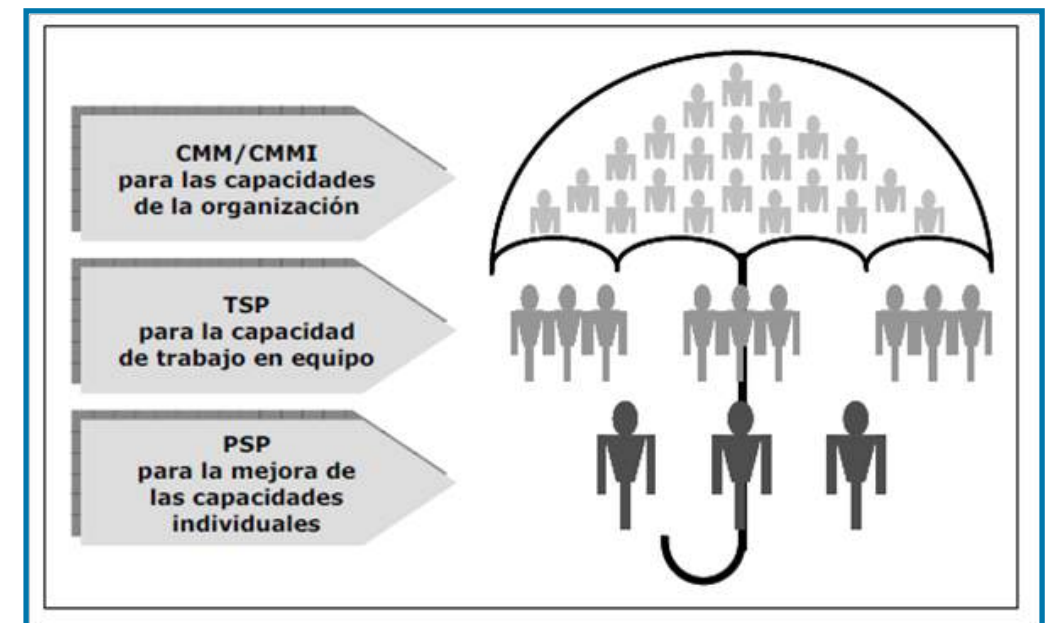 CMM/CMMI
para las capacidades
de la organización
TSP
para la capacidad
de trabajo en equipo
PSP
para la mejora de
las capacidades
individuales